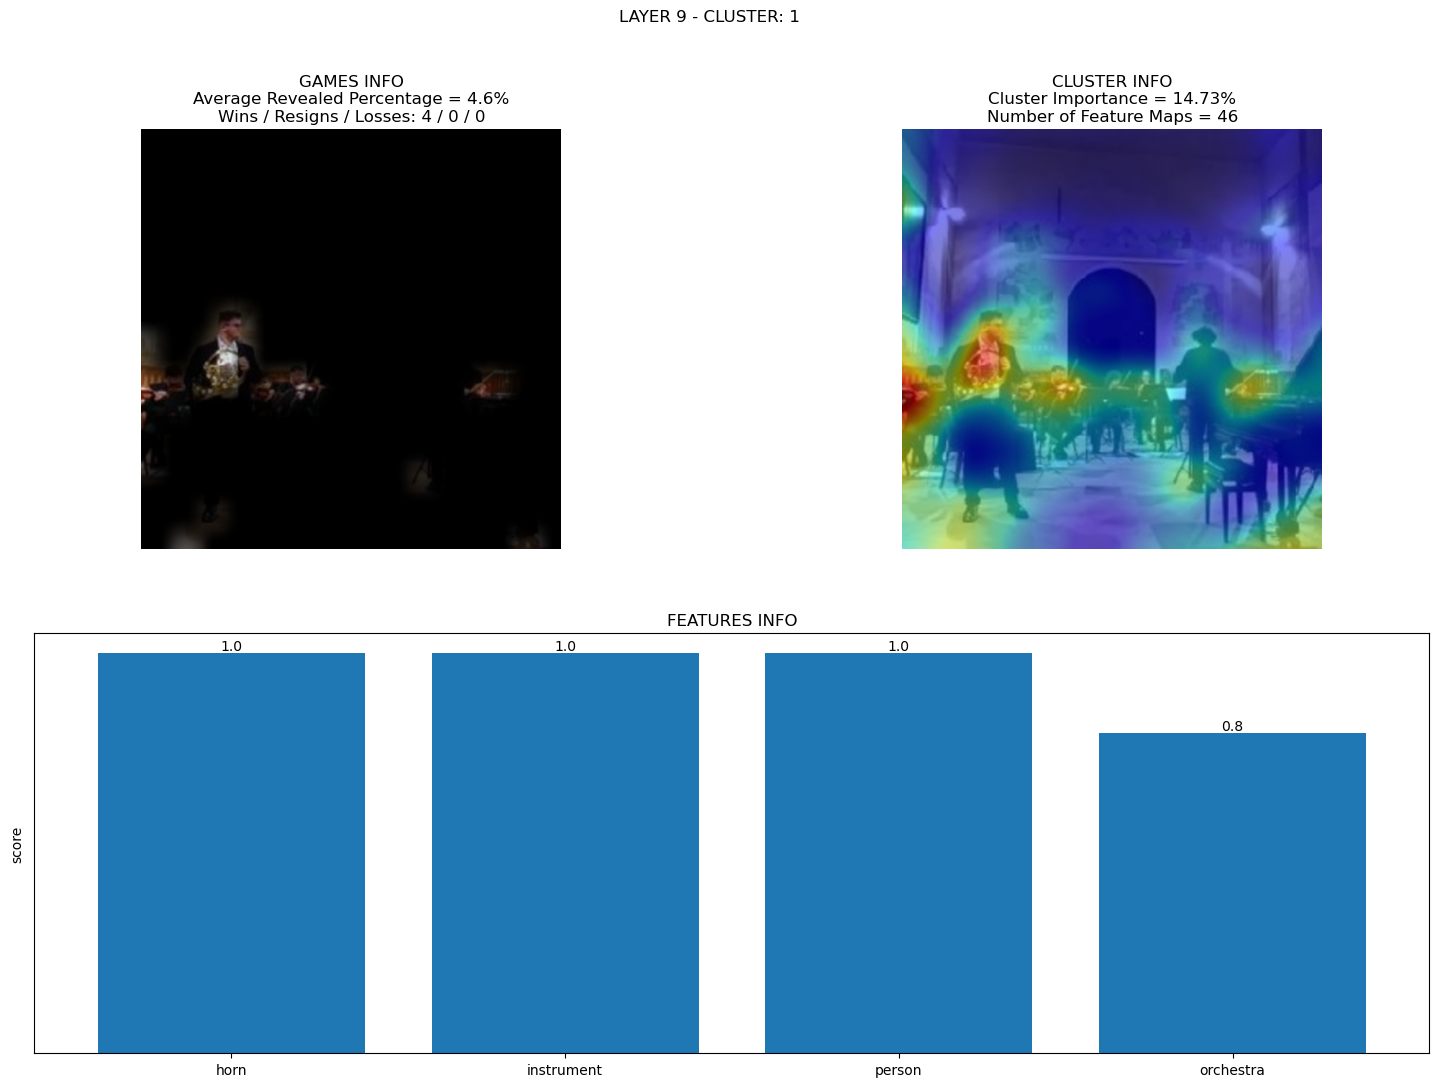 LAYER 9 - CLUSTER: 1
GAMES INFO
Average Revealed Percentage = 4.6%
Wins / Resigns / Losses: 4 / 0 / 0
CLUSTER INFO
Cluster Importance = 14.73%
Number of Feature Maps = 46
FEATURES INFO
1.0
1.0
1.0
0.8
score
horn
instrument
person
orchestra